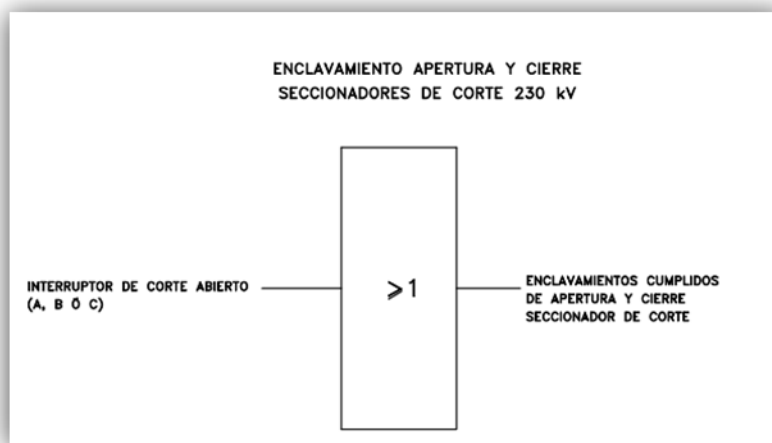 ENCLAVAMIENTO APERTURA Y CIERRE
SECCIONADORES DE CORTE 230 kV
INTERRUPTOR DE CORTE ABIERTO
(A, B Ó C)
⩾1
ENCLAVAMIENTOS CUMPLIDOS
DE APERTURA Y CIERRE
SECCIONADOR DE CORTE